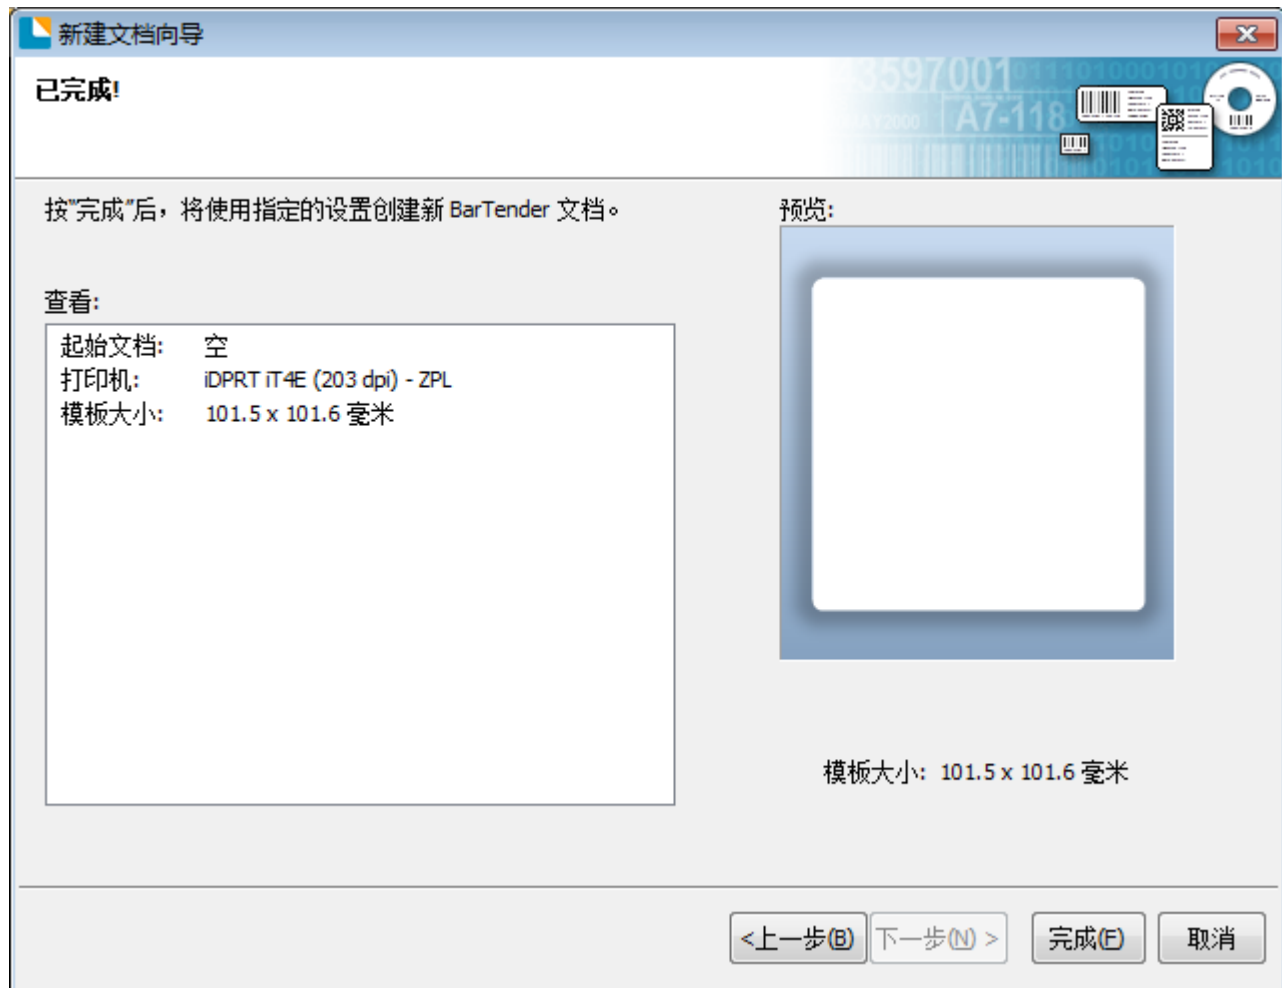 新建文档向导
已完成!
3597001
A7-118
按"完成"后，将使用指定的设置创建新 BarTender 文档。
预览:
查看:
起始文档: 空
打印机: iDPRT iT4E (203 dpi) - ZPL
模板大小: 101.5 x 101.6 毫米
模板大小: 101.5 x 101.6 毫米
<上一步(B)
下一步(N) >
完成(F)
取消